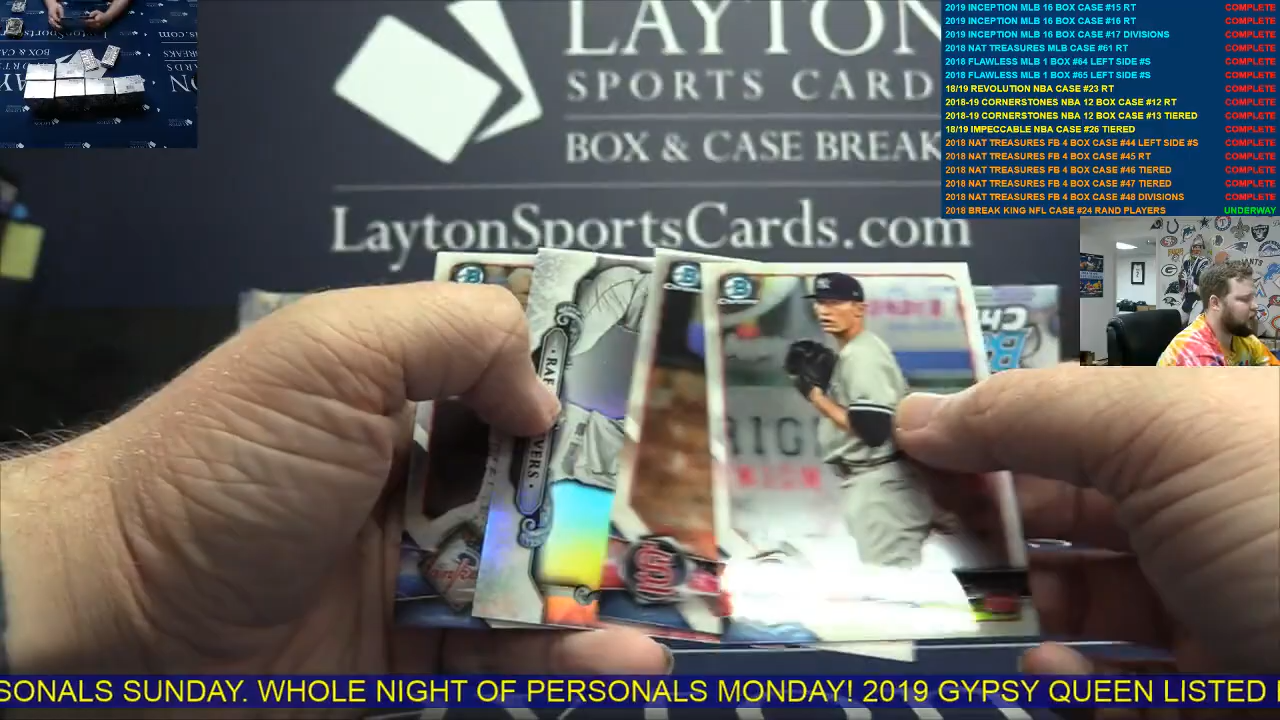 LAYTON
SPORTS CARD
BOX & CASE BREAK
LaytonSportsCards.com
2019 INCEPTION MLB 16 BOX CASE #15 RT COMPLETE
2019 INCEPTION MLB 16 BOX CASE #16 RT COMPLETE
2019 INCEPTION MLB 16 BOX CASE #17 DIVISIONS COMPLETE
2018 NAT TREASURES MLB CASE #61 RT COMPLETE
2018 FLAWLESS MLB 1 BOX #64 LEFT SIDE #S COMPLETE
2018 FLAWLESS MLB 1 BOX #65 LEFT SIDE #S COMPLETE
18/19 REVOLUTION NBA CASE #23 RT COMPLETE
2018-19 CORNERSTONES NBA 12 BOX CASE #12 RT COMPLETE
2018-19 CORNERSTONES NBA 12 BOX CASE #13 TIERED COMPLETE
18/19 IMPECCABLE NBA CASE #26 TIERED COMPLETE
2018 NAT TREASURES FB 4 BOX CASE #44 LEFT SIDE #S COMPLETE
2018 NAT TREASURES FB 4 BOX CASE #45 RT COMPLETE
2018 NAT TREASURES FB 4 BOX CASE #46 TIERED COMPLETE
2018 NAT TREASURES FB 4 BOX CASE #47 TIERED COMPLETE
2018 NAT TREASURES FB 4 BOX CASE #48 DIVISIONS COMPLETE
2018 BREAK KING NFL CASE #24 RAND PLAYERS UNDERWAY
SONALS SUNDAY. WHOLE NIGHT OF PERSONALS MONDAY! 2019 GYPSY QUEEN LISTED